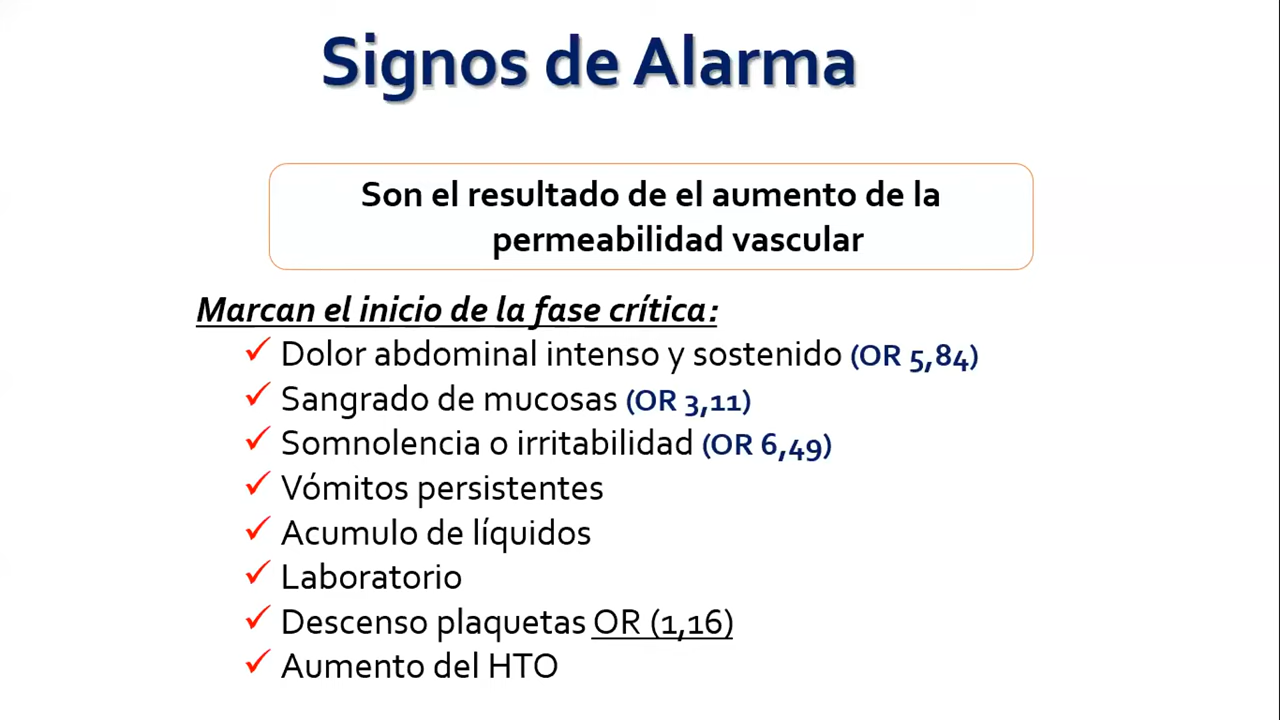 Signos de Alarma
Son el resultado de el aumento de la
permeabilidad vascular
Marcan el inicio de la fase crítica:
✓ Dolor abdominal intenso y sostenido (OR 5,84)
✓ Sangrado de mucosas (OR 3,11)
✓ Somnolencia o irritabilidad (OR 6,49)
✓ Vómitos persistentes
✓ Acumulo de líquidos
✓ Laboratorio
✓ Descenso plaquetas OR (1,16)
✓ Aumento del HTO